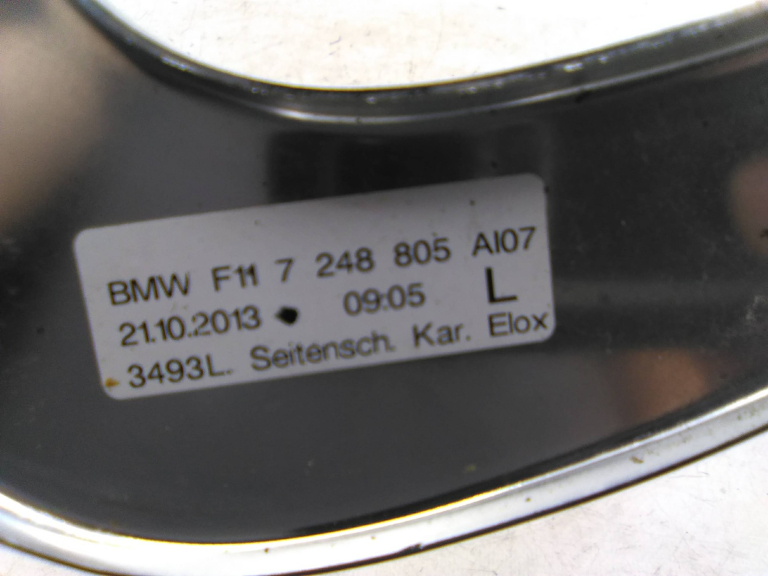 BMW F11 7 248 805 AI07
21.10.2013 09:05 L
3493L. Seitensch. Kar. Elox